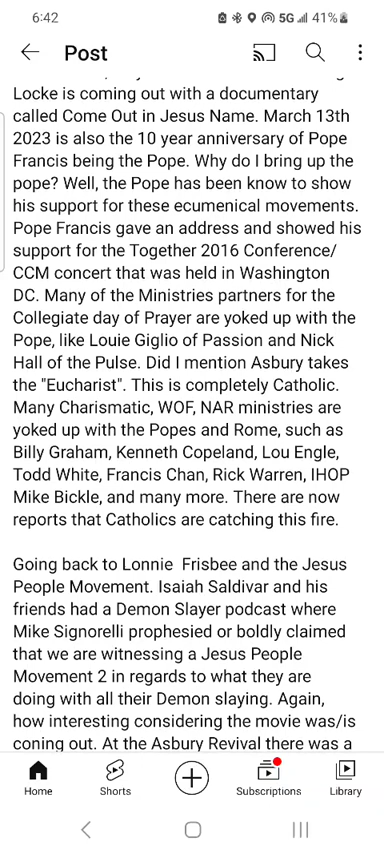 6:42
5G 41%
Post
Locke is coming out with a documentary
called Come Out in Jesus Name. March 13th
2023 is also the 10 year anniversary of Pope
Francis being the Pope. Why do I bring up the
pope? Well, the Pope has been know to show
his support for these ecumenical movements.
Pope Francis gave an address and showed his
support for the Together 2016 Conference/
CCM concert that was held in Washington
DC. Many of the Ministries partners for the
Collegiate day of Prayer are yoked up with the
Pope, like Louie Giglio of Passion and Nick
Hall of the Pulse. Did I mention Asbury takes
the "Eucharist". This is completely Catholic.
Many Charismatic, WOF, NAR ministries are
yoked up with the Popes and Rome, such as
Billy Graham, Kenneth Copeland, Lou Engle,
Todd White, Francis Chan, Rick Warren, IHOP
Mike Bickle, and many more. There are now
reports that Catholics are catching this fire.
Going back to Lonnie  Frisbee and the Jesus
People Movement. Isaiah Saldivar and his
friends had a Demon Slayer podcast where
Mike Signorelli prophesied or boldly claimed
that we are witnessing a Jesus People
Movement 2 in regards to what they are
doing with all their Demon slaying. Again,
how interesting considering the movie was/is
coning out. At the Asbury Revival there was a
Home Shorts Subscriptions Library